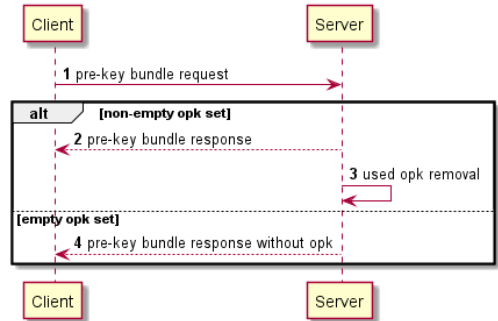 Client Server
1 pre-key bundle request
alt [non-empty opk set]
2 pre-key bundle response
3 used opk removal
[empty opk set]
4 pre-key bundle response without opk
Client Server